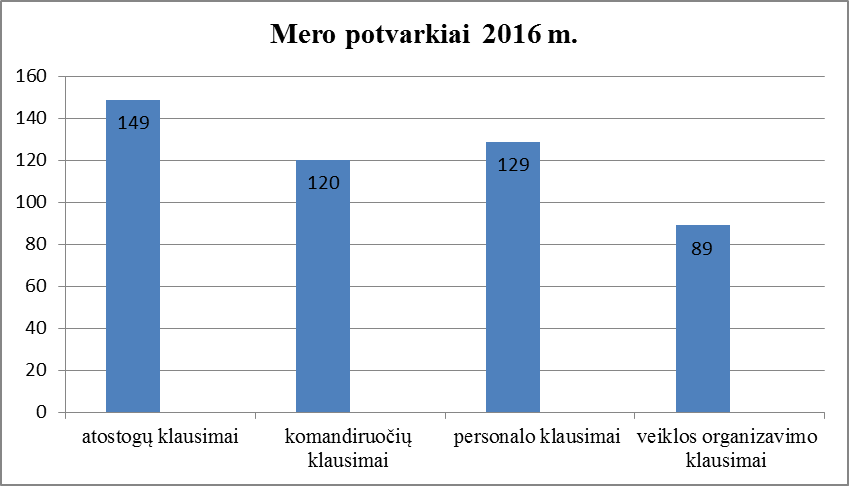 Mero potvarkiai 2016 m.
160
140
120
100
80
60
40
20
0
149
120
129
89
atostogų klausimai
komandiruočių
klausimai
personalo klausimai
veiklos organizavimo
klausimai